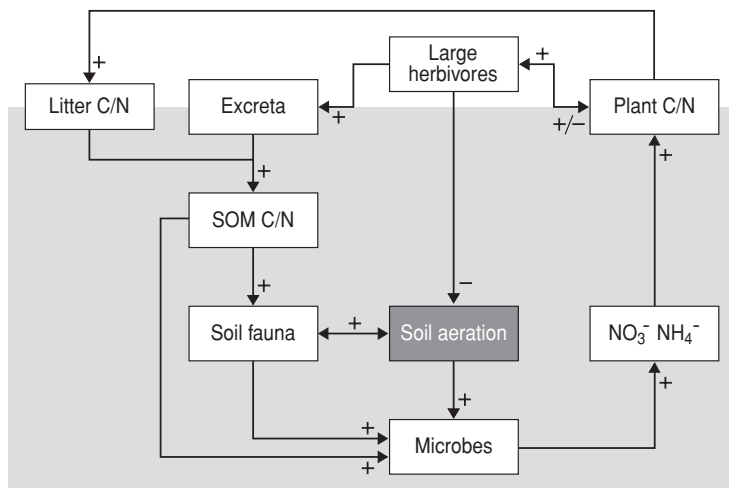 +
Large
herbivores
+
Litter C/N
Excreta
+
+/−
Plant C/N
+
+
SOM C/N
+
−
Soil fauna
+
Soil aeration
NO₃⁻ NH₄⁻
+
+
+
Microbes
+